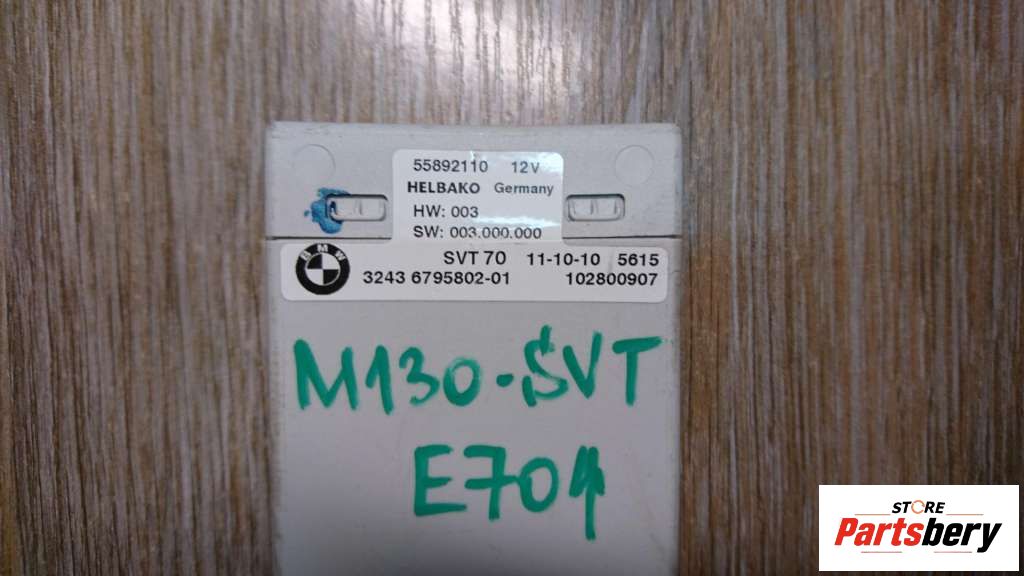 55892110 12V
HELBAKO Germany
HW: 003
SW: 003.000.000
BMW
SVT 70 11-10-10 5615
3243 6795802-01 102800907
M130-SVT
STORE
Partsbery